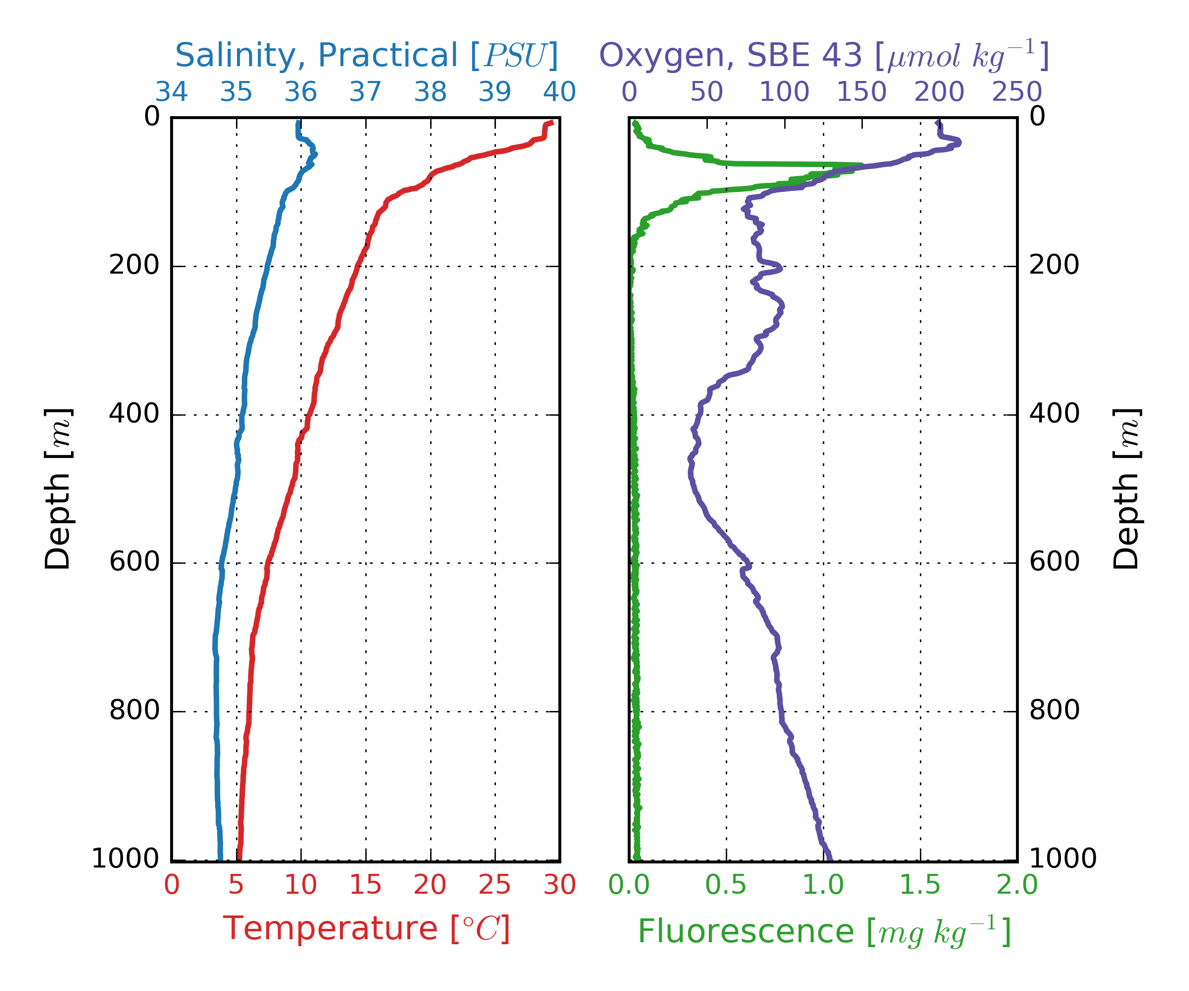 Salinity, Practical [PSU]
34 35 36 37 38 39 40
Oxygen, SBE 43 [μmol kg⁻¹]
0 50 100 150 200 250
0
200
400
600
800
1000
Depth [m]
0
200
400
600
800
1000
Depth [m]
0 5 10 15 20 25 30
Temperature [°C]
0.0 0.5 1.0 1.5 2.0
Fluorescence [mg kg⁻¹]